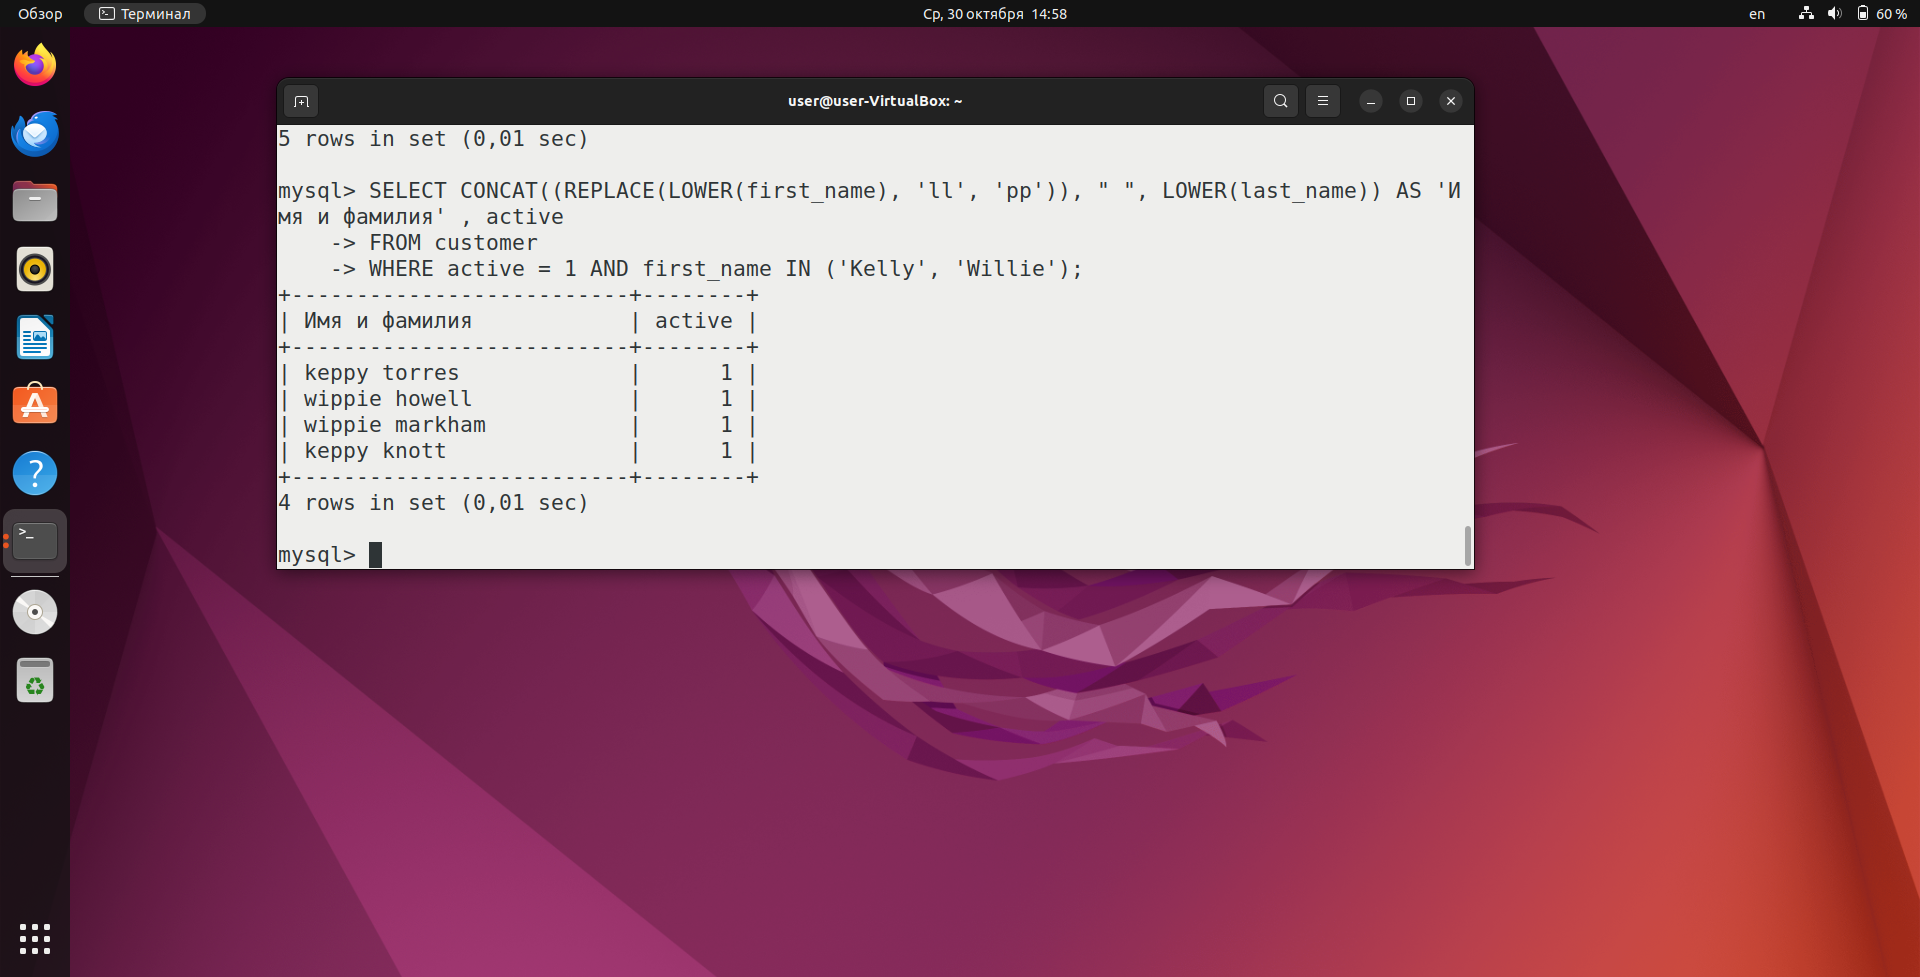 Обзор
Терминал
Ср, 30 октября 14:58
en
60 %
user@user-VirtualBox: ~
5 rows in set (0,01 sec)
mysql> SELECT CONCAT((REPLACE(LOWER(first_name), 'll', 'pp')), " ", LOWER(last_name)) AS 'И
мя и фамилия' , active
    -> FROM customer
    -> WHERE active = 1 AND first_name IN ('Kelly', 'Willie');
+--------------------------+--------+
| Имя и фамилия            | active |
+--------------------------+--------+
| keppy torres             |      1 |
| wippie howell            |      1 |
| wippie markham           |      1 |
| keppy knott              |      1 |
+--------------------------+--------+
4 rows in set (0,01 sec)
mysql>